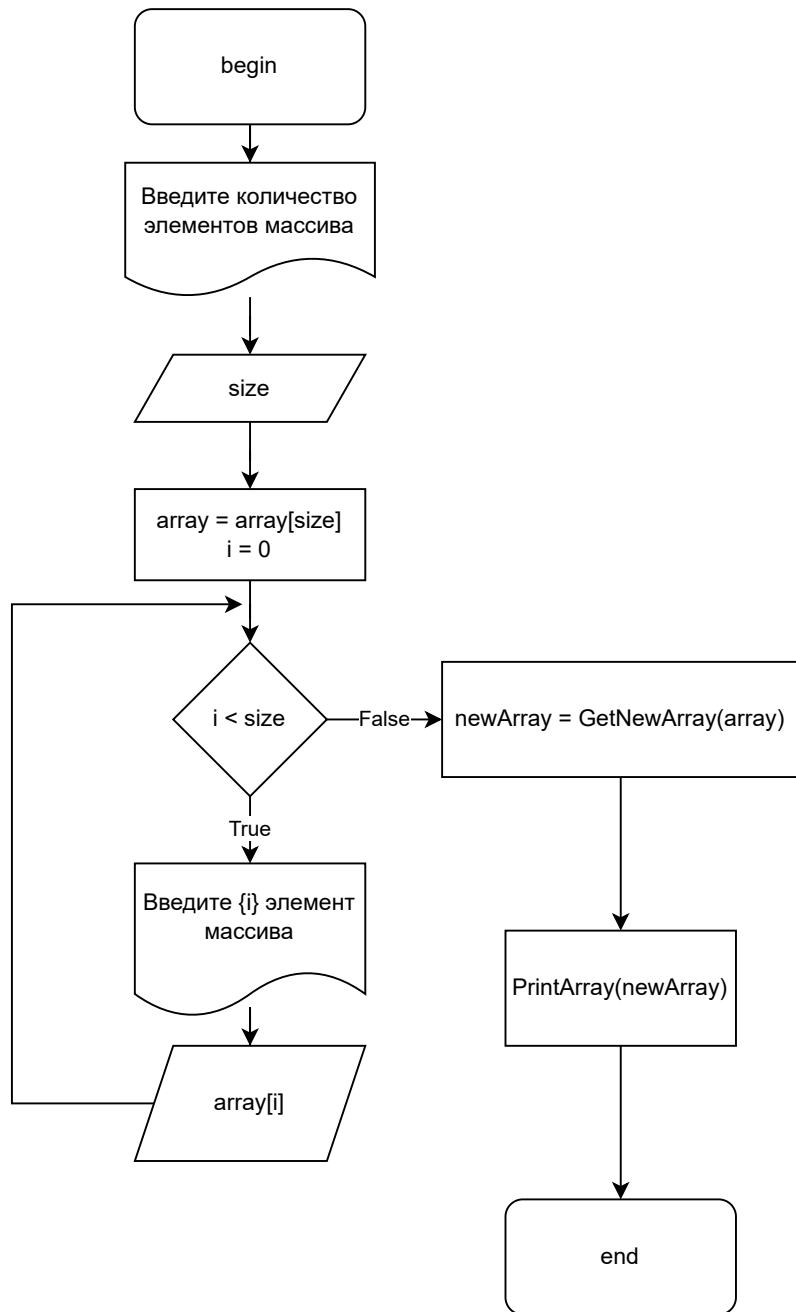 begin
Введите количество
элементов массива
size
array = array[size]
i = 0
i < size
False
newArray = GetNewArray(array)
True
Введите {i} элемент
массива
PrintArray(newArray)
array[i]
end